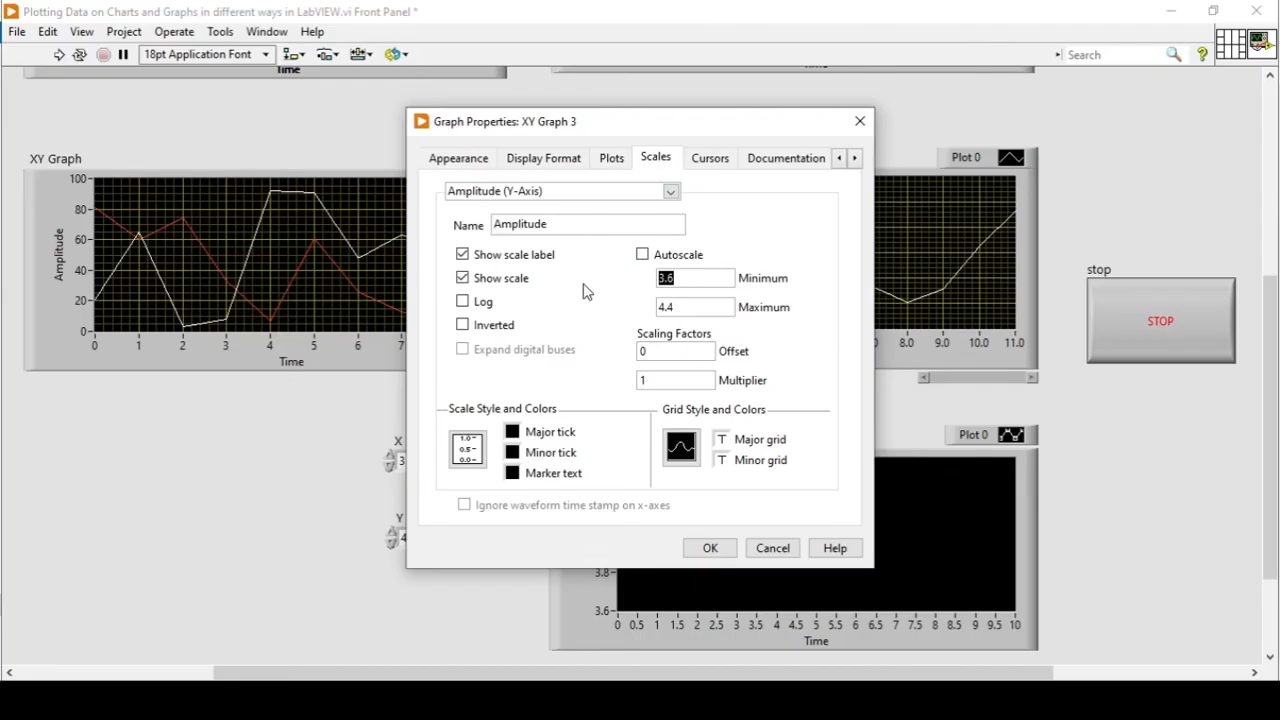 Plotting Data on Charts and Graphs in different ways in LabVIEW.vi Front Panel *
File Edit View Project Operate Tools Window Help
18pt Application Font
Search
Time
XY Graph
100
80
60
40
20
0
Amplitude
0 1 2 3 4 5 6 7
Time
Graph Properties: XY Graph 3
Appearance Display Format Plots Scales Cursors Documentation
Amplitude (Y-Axis)
Name Amplitude
Show scale label
Show scale
Log
Inverted
Expand digital buses
Autoscale
3.6 Minimum
4.4 Maximum
Scaling Factors
0 Offset
1 Multiplier
Scale Style and Colors
1.0
0.5
0.0
Major tick
Minor tick
Marker text
Grid Style and Colors
Major grid
Minor grid
Ignore waveform time stamp on x-axes
OK Cancel Help
Plot 0
8.0 9.0 10.0 11.0
stop
STOP
X
3
Y
4
Plot 0
3.8
3.6
0 0.5 1 1.5 2 2.5 3 3.5 4 4.5 5 5.5 6 6.5 7 7.5 8 8.5 9 9.5 10
Time